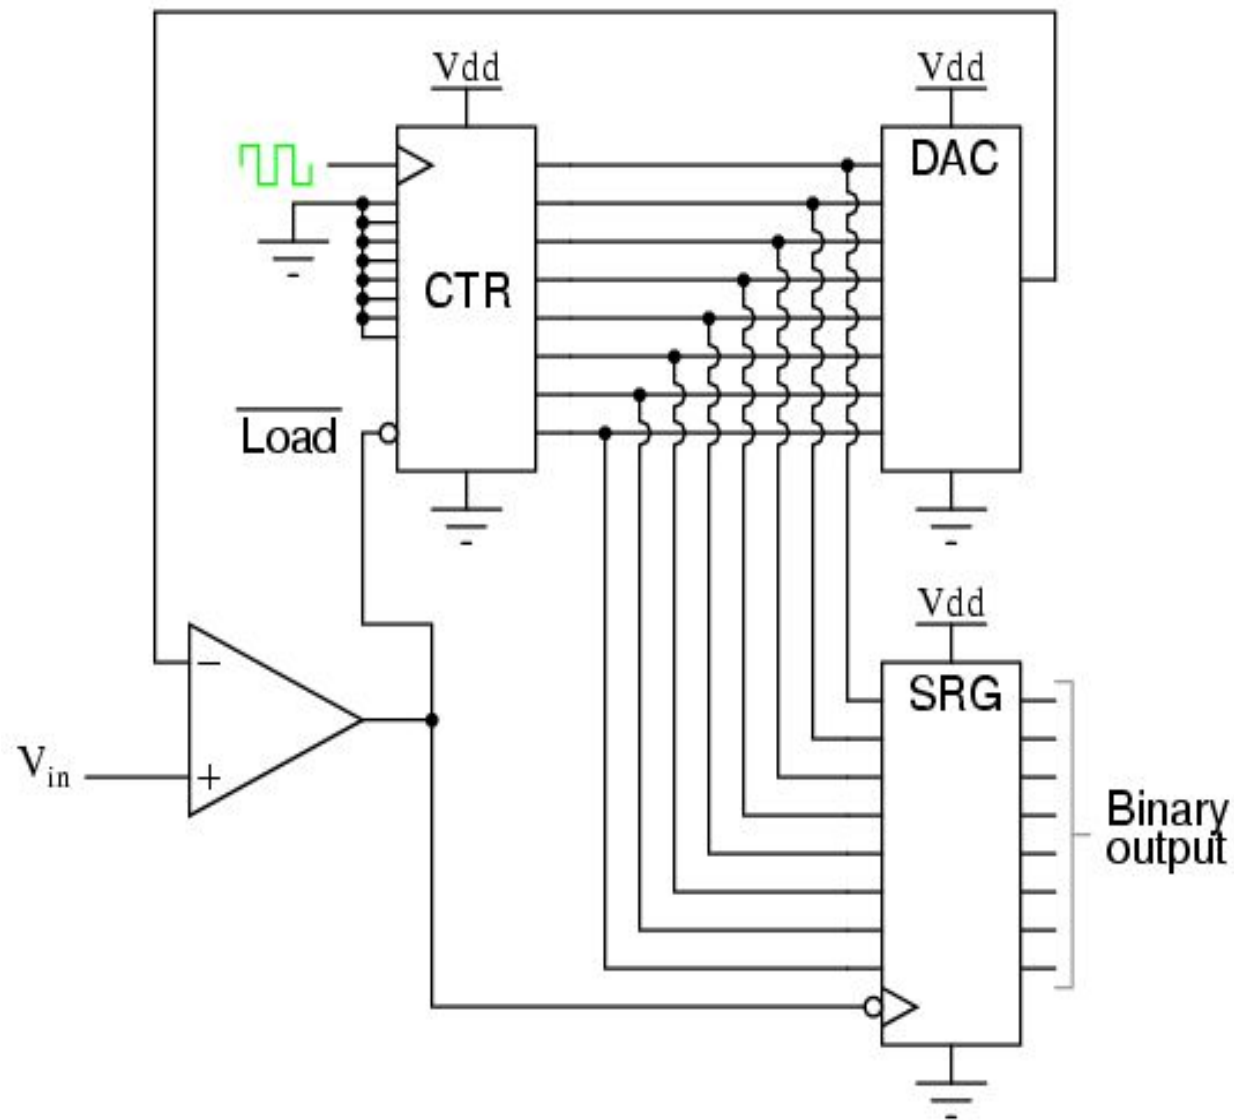 Vdd
Vdd
DAC
CTR
Load
Vdd
SRG
−
Vin
+
Binary
output